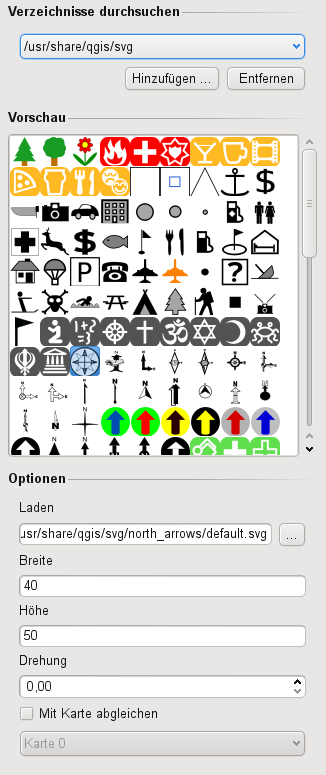 Verzeichnisse durchsuchen
/usr/share/qgis/svg
Hinzufügen ... Entfernen
Vorschau
$
$
P ?
Optionen
Laden
usr/share/qgis/svg/north_arrows/default.svg ...
Breite
40
Höhe
50
Drehung
0,00
Mit Karte abgleichen
Karte 0